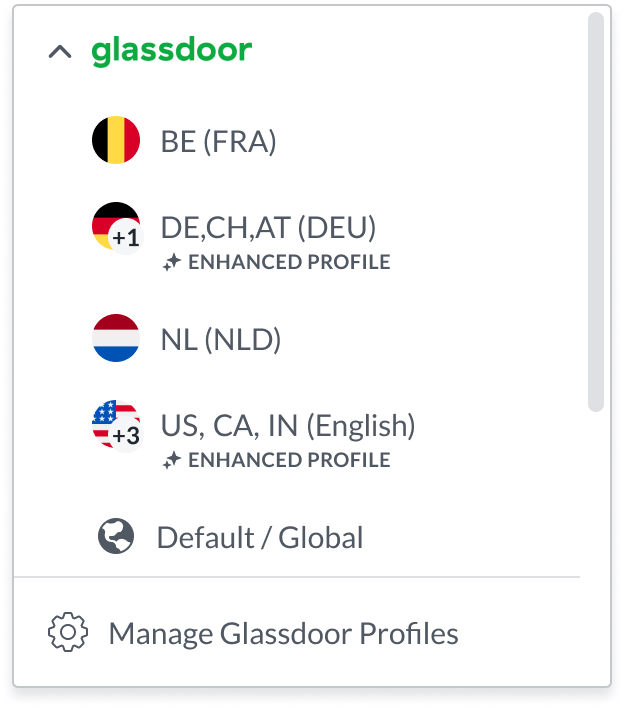 glassdoor
BE (FRA)
+1
DE,CH,AT (DEU)
ENHANCED PROFILE
NL (NLD)
+3
US, CA, IN (English)
ENHANCED PROFILE
Default / Global
Manage Glassdoor Profiles